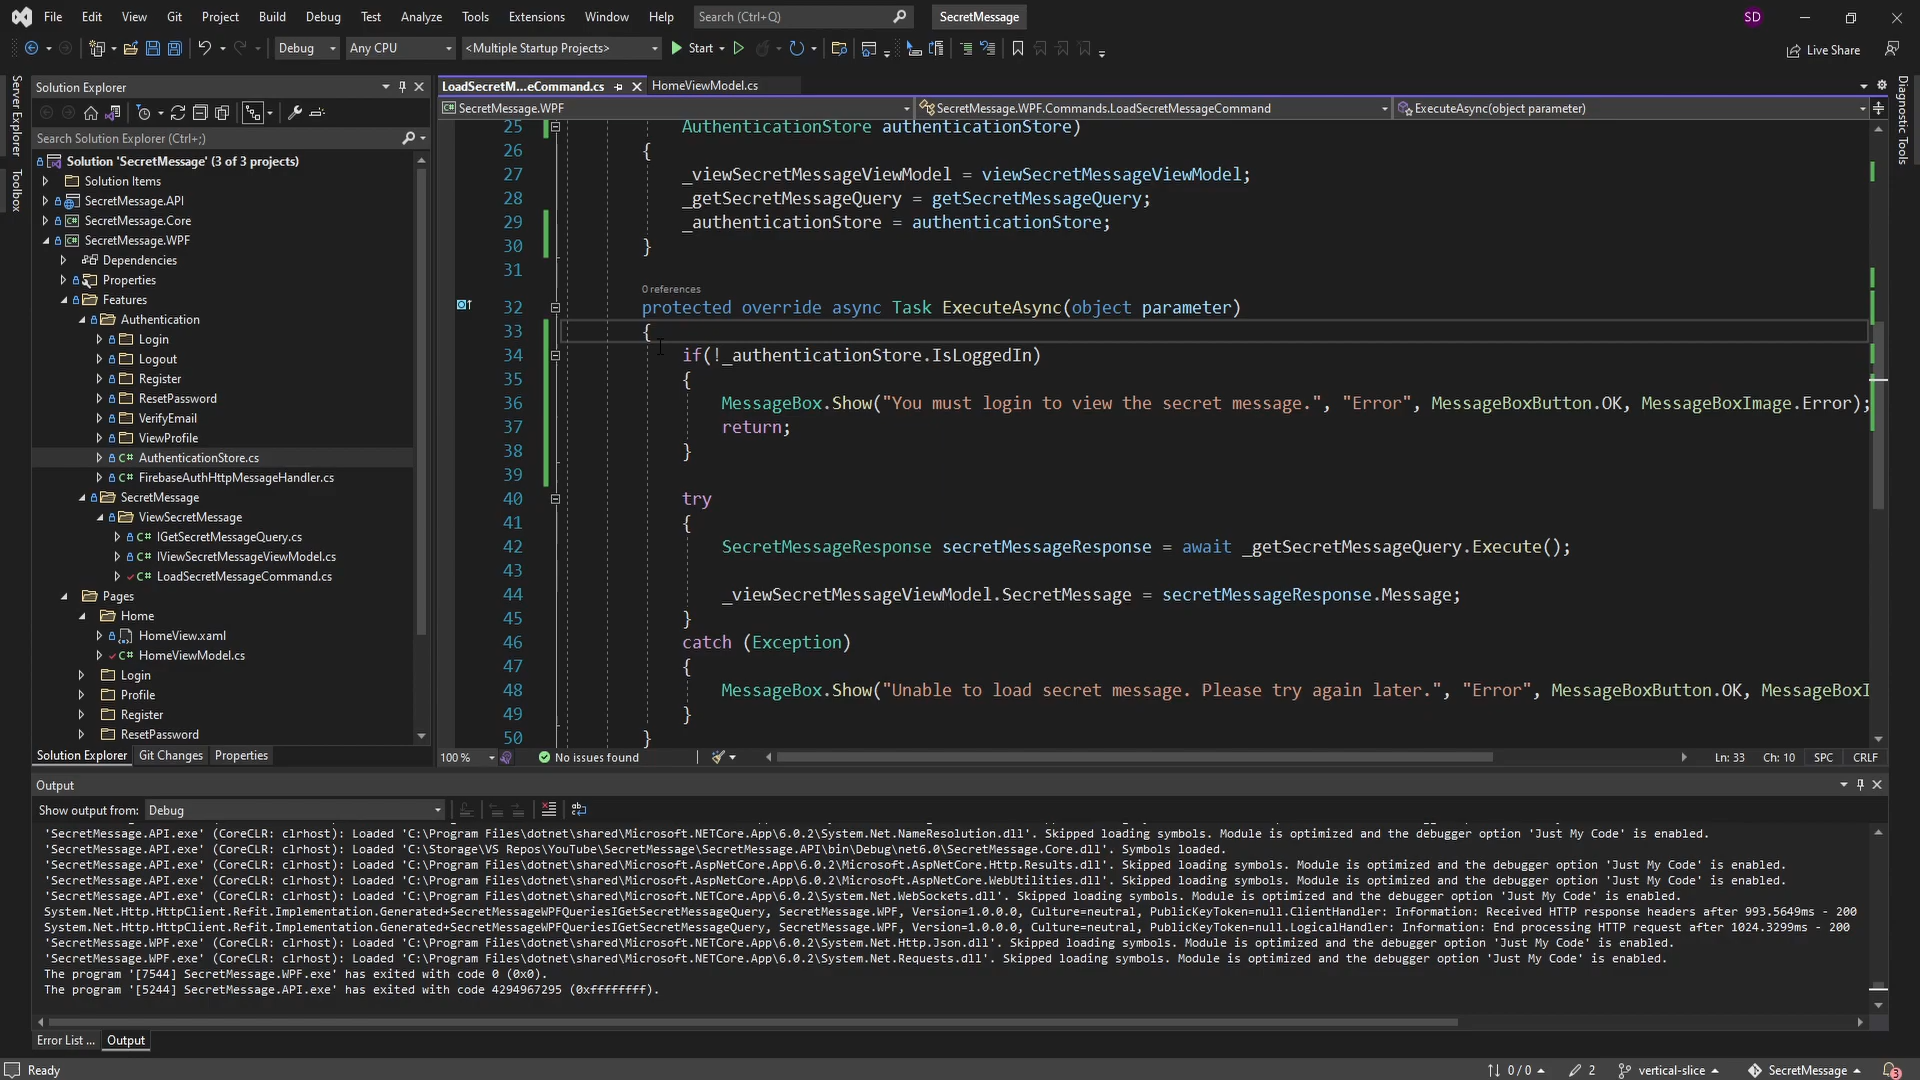 File Edit View Git Project Build Debug Test Analyze Tools Extensions Window Help Search (Ctrl+Q) SecretMessage SD
Debug Any CPU <Multiple Startup Projects> Start Live Share
Server Explorer
Toolbox
Solution Explorer
Search Solution Explorer (Ctrl+;)
Solution 'SecretMessage' (3 of 3 projects)
Solution Items
SecretMessage.API
SecretMessage.Core
SecretMessage.WPF
Dependencies
Properties
Features
Authentication
Login
Logout
Register
ResetPassword
VerifyEmail
ViewProfile
AuthenticationStore.cs
FirebaseAuthHttpMessageHandler.cs
SecretMessage
ViewSecretMessage
IGetSecretMessageQuery.cs
IViewSecretMessageViewModel.cs
LoadSecretMessageCommand.cs
Pages
Home
HomeView.xaml
HomeViewModel.cs
Login
Profile
Register
ResetPassword
Solution Explorer Git Changes Properties
LoadSecretM...eCommand.cs HomeViewModel.cs
SecretMessage.WPF SecretMessage.WPF.Commands.LoadSecretMessageCommand ExecuteAsync(object parameter)
25 AuthenticationStore authenticationStore)
26 {
27 _viewSecretMessageViewModel = viewSecretMessageViewModel;
28 _getSecretMessageQuery = getSecretMessageQuery;
29 _authenticationStore = authenticationStore;
30 }
31
0 references
32 protected override async Task ExecuteAsync(object parameter)
33 {
34 if(!_authenticationStore.IsLoggedIn)
35 {
36 MessageBox.Show("You must login to view the secret message.", "Error", MessageBoxButton.OK, MessageBoxImage.Error);
37 return;
38 }
39
40 try
41 {
42 SecretMessageResponse secretMessageResponse = await _getSecretMessageQuery.Execute();
43
44 _viewSecretMessageViewModel.SecretMessage = secretMessageResponse.Message;
45 }
46 catch (Exception)
47 {
48 MessageBox.Show("Unable to load secret message. Please try again later.", "Error", MessageBoxButton.OK, MessageBoxI
49 }
50 }
100 % No issues found Ln: 33 Ch: 10 SPC CRLF
Diagnostic Tools
Output
Show output from: Debug
'SecretMessage.API.exe' (CoreCLR: clrhost): Loaded 'C:\Program Files\dotnet\shared\Microsoft.NETCore.App\6.0.2\System.Net.NameResolution.dll'. Skipped loading symbols. Module is optimized and the debugger option 'Just My Code' is enabled.
'SecretMessage.API.exe' (CoreCLR: clrhost): Loaded 'C:\Storage\VS Repos\YouTube\SecretMessage\SecretMessage.API\bin\Debug\net6.0\SecretMessage.Core.dll'. Symbols loaded.
'SecretMessage.API.exe' (CoreCLR: clrhost): Loaded 'C:\Program Files\dotnet\shared\Microsoft.AspNetCore.App\6.0.2\Microsoft.AspNetCore.Http.Results.dll'. Skipped loading symbols. Module is optimized and the debugger option 'Just My Code' is enabled.
'SecretMessage.API.exe' (CoreCLR: clrhost): Loaded 'C:\Program Files\dotnet\shared\Microsoft.AspNetCore.App\6.0.2\Microsoft.AspNetCore.WebUtilities.dll'. Skipped loading symbols. Module is optimized and the debugger option 'Just My Code' is enabled.
'SecretMessage.API.exe' (CoreCLR: clrhost): Loaded 'C:\Program Files\dotnet\shared\Microsoft.NETCore.App\6.0.2\System.Net.WebSockets.dll'. Skipped loading symbols. Module is optimized and the debugger option 'Just My Code' is enabled.
System.Net.Http.HttpClient.Refit.Implementation.Generated+SecretMessageWPFQueriesIGetSecretMessageQuery, SecretMessage.WPF, Version=1.0.0.0, Culture=neutral, PublicKeyToken=null.ClientHandler: Information: Received HTTP response headers after 993.5649ms - 200
System.Net.Http.HttpClient.Refit.Implementation.Generated+SecretMessageWPFQueriesIGetSecretMessageQuery, SecretMessage.WPF, Version=1.0.0.0, Culture=neutral, PublicKeyToken=null.LogicalHandler: Information: End processing HTTP request after 1024.3299ms - 200
'SecretMessage.WPF.exe' (CoreCLR: clrhost): Loaded 'C:\Program Files\dotnet\shared\Microsoft.NETCore.App\6.0.2\System.Net.Http.Json.dll'. Skipped loading symbols. Module is optimized and the debugger option 'Just My Code' is enabled.
'SecretMessage.WPF.exe' (CoreCLR: clrhost): Loaded 'C:\Program Files\dotnet\shared\Microsoft.NETCore.App\6.0.2\System.Net.Requests.dll'. Skipped loading symbols. Module is optimized and the debugger option 'Just My Code' is enabled.
The program '[7544] SecretMessage.WPF.exe' has exited with code 0 (0x0).
The program '[5244] SecretMessage.API.exe' has exited with code 4294967295 (0xffffffff).
Error List ... Output
Ready 0 / 0 2 vertical-slice SecretMessage 3